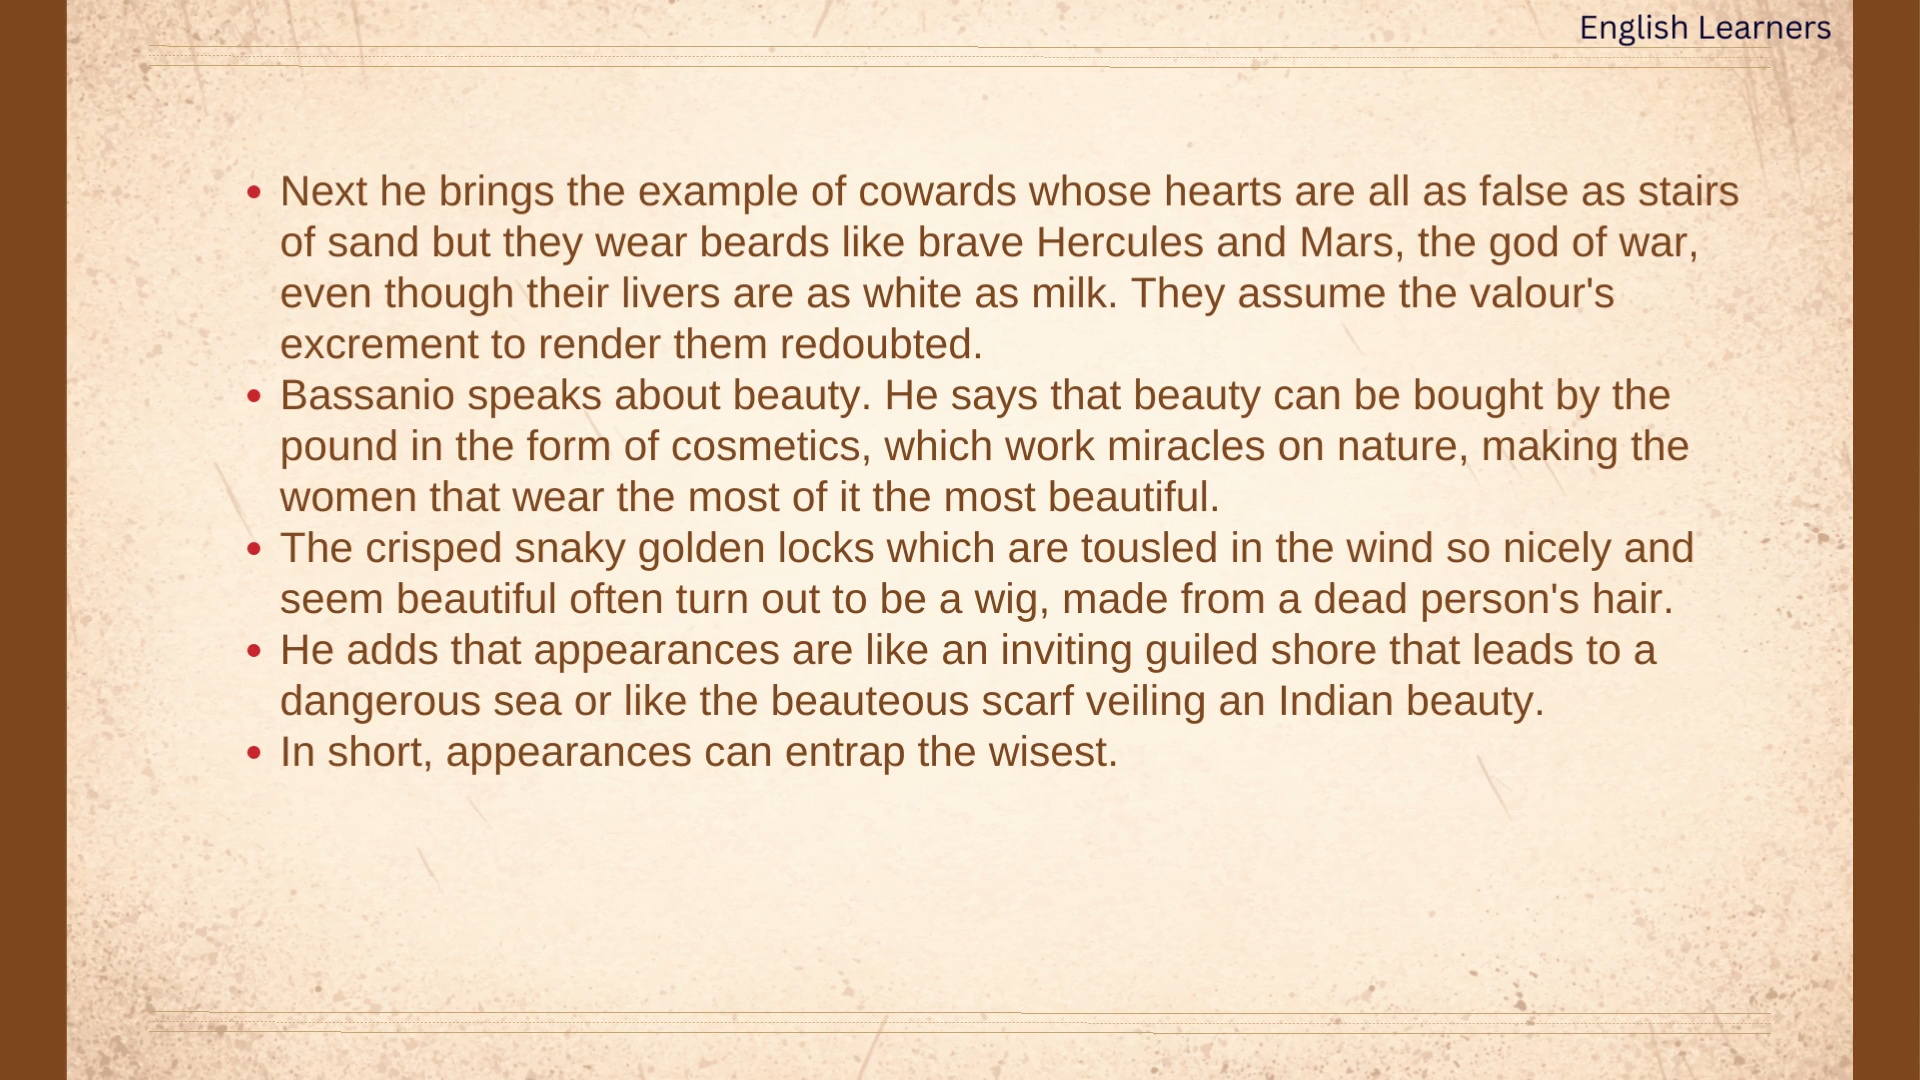 English Learners
• Next he brings the example of cowards whose hearts are all as false as stairs
of sand but they wear beards like brave Hercules and Mars, the god of war,
even though their livers are as white as milk. They assume the valour's
excrement to render them redoubted.
• Bassanio speaks about beauty. He says that beauty can be bought by the
pound in the form of cosmetics, which work miracles on nature, making the
women that wear the most of it the most beautiful.
• The crisped snaky golden locks which are tousled in the wind so nicely and
seem beautiful often turn out to be a wig, made from a dead person's hair.
• He adds that appearances are like an inviting guiled shore that leads to a
dangerous sea or like the beauteous scarf veiling an Indian beauty.
• In short, appearances can entrap the wisest.